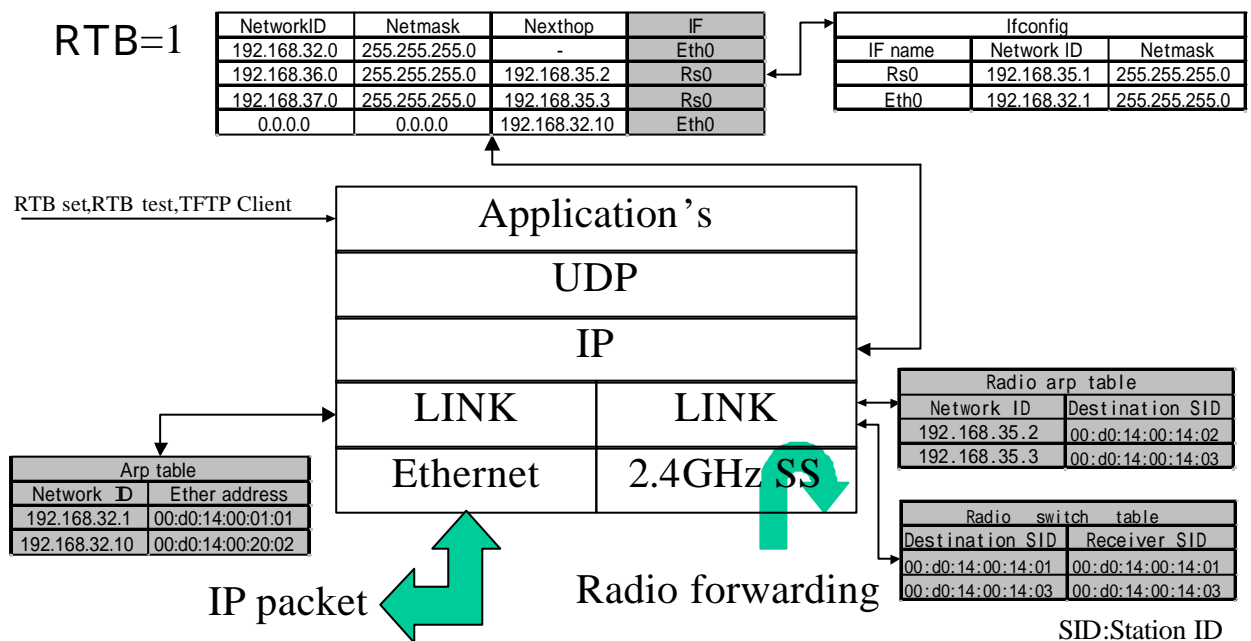 RTB=1
NetworkID Netmask Nexthop IF
192.168.32.0 255.255.255.0 - Eth0
192.168.36.0 255.255.255.0 192.168.35.2 Rs0
192.168.37.0 255.255.255.0 192.168.35.3 Rs0
0.0.0.0 0.0.0.0 192.168.32.10 Eth0
Ifconfig
IF name Network ID Netmask
Rs0 192.168.35.1 255.255.255.0
Eth0 192.168.32.1 255.255.255.0
RTB set,RTB test,TFTP Client
Application's
UDP
IP
LINK LINK
Ethernet 2.4GHz SS
Radio arp table
Network ID Destination SID
192.168.35.2 00:d0:14:00:14:02
192.168.35.3 00:d0:14:00:14:03
Arp table
Network ID Ether address
192.168.32.1 00:d0:14:00:01:01
192.168.32.10 00:d0:14:00:20:02
Radio switch table
Destination SID Receiver SID
00:d0:14:00:14:01 00:d0:14:00:14:01
00:d0:14:00:14:03 00:d0:14:00:14:03
IP packet
Radio forwarding
SID:Station ID